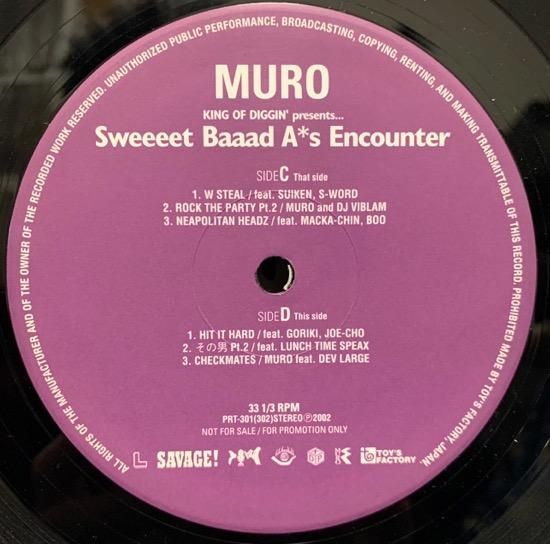 MURO
KING OF DIGGIN' presents...
Sweeeet Baaad A*s Encounter
SIDE C That side
1. W STEAL / feat. SUIKEN, S-WORD
2. ROCK THE PARTY Pt.2 / MURO and DJ VIBLAM
3. NEAPOLITAN HEADZ / feat. MACKA-CHIN, BOO
SIDE D This side
1. HIT IT HARD / feat. GORIKI, JOE-CHO
2. その男 Pt.2 / feat. LUNCH TIME SPEAX
3. CHECKMATES / MURO feat. DEV LARGE
33 1/3 RPM
PRT-301(302)STEREO Ⓟ2002
NOT FOR SALE / FOR PROMOTION ONLY
SAVAGE!
TOY'S FACTORY
ALL RIGHTS OF THE MANUFACTURER AND OF THE OWNER OF THE RECORDED WORK RESERVED. UNAUTHORIZED PUBLIC PERFORMANCE, BROADCASTING, COPYING, RENTING, AND MAKING TRANSMITTABLE OF THIS RECORD. PROHIBITED MADE BY TOY'S FACTORY, JAPAN